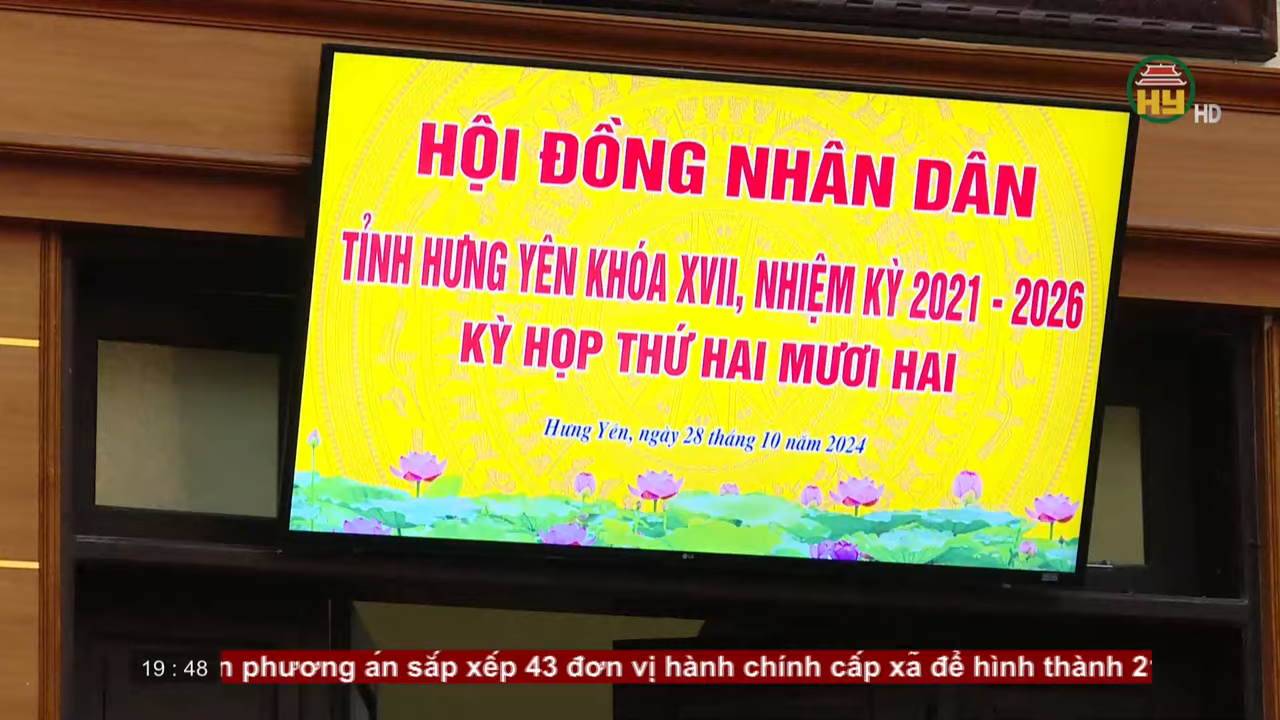 HY HD
HỘI ĐỒNG NHÂN DÂN
TỈNH HƯNG YÊN KHÓA XVII, NHIỆM KỲ 2021 - 2026
KỲ HỌP THỨ HAI MƯƠI HAI
Hưng Yên, ngày 28 tháng 10 năm 2024
LG
19 : 48 phương án sắp xếp 43 đơn vị hành chính cấp xã để hình thành